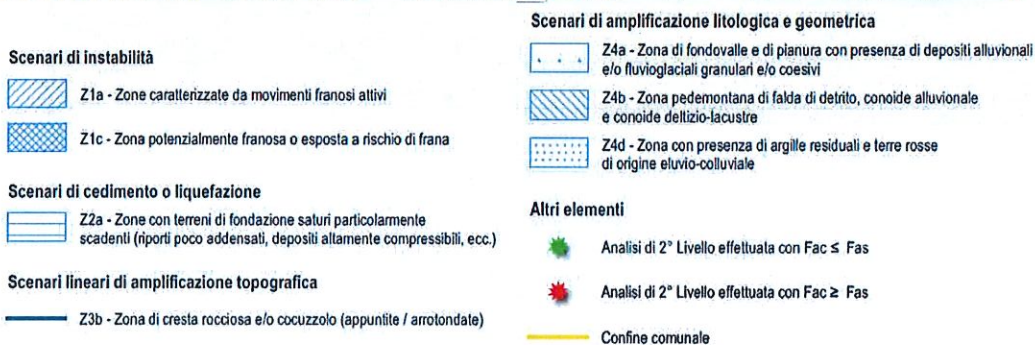 Scenari di instabilità
Z1a - Zone caratterizzate da movimenti franosi attivi
Z1c - Zona potenzialmente franosa o esposta a rischio di frana
Scenari di cedimento o liquefazione
Z2a - Zone con terreni di fondazione saturi particolarmente
scadenti (riporti poco addensati, depositi altamente compressibili, ecc.)
Scenari lineari di amplificazione topografica
Z3b - Zona di cresta rocciosa e/o cocuzzolo (appuntite / arrotondate)
Scenari di amplificazione litologica e geometrica
Z4a - Zona di fondovalle e di pianura con presenza di depositi alluvionali
e/o fluvioglaciali granulari e/o coesivi
Z4b - Zona pedemontana di falda di detrito, conoide alluvionale
e conoide deltizio-lacustre
Z4d - Zona con presenza di argille residuali e terre rosse
di origine eluvio-colluviale
Altri elementi
Analisi di 2° Livello effettuata con Fac ≤ Fas
Analisi di 2° Livello effettuata con Fac ≥ Fas
Confine comunale